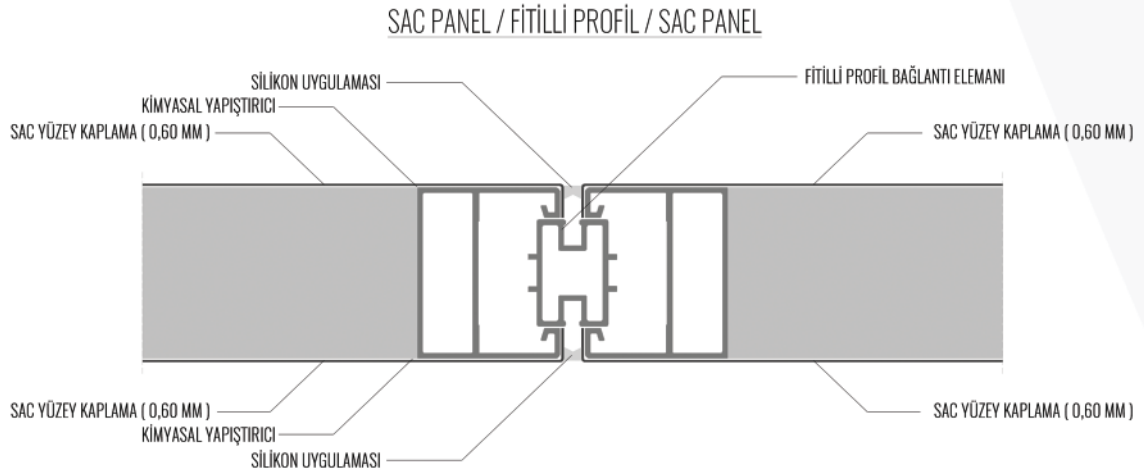 SAC PANEL / FİTİLLİ PROFİL / SAC PANEL
SİLİKON UYGULAMASI
FİTİLLİ PROFİL BAĞLANTI ELEMANI
KİMYASAL YAPIŞTIRICI
SAC YÜZEY KAPLAMA ( 0,60 MM )
SAC YÜZEY KAPLAMA ( 0,60 MM )
SAC YÜZEY KAPLAMA ( 0,60 MM )
SAC YÜZEY KAPLAMA ( 0,60 MM )
KİMYASAL YAPIŞTIRICI
SİLİKON UYGULAMASI